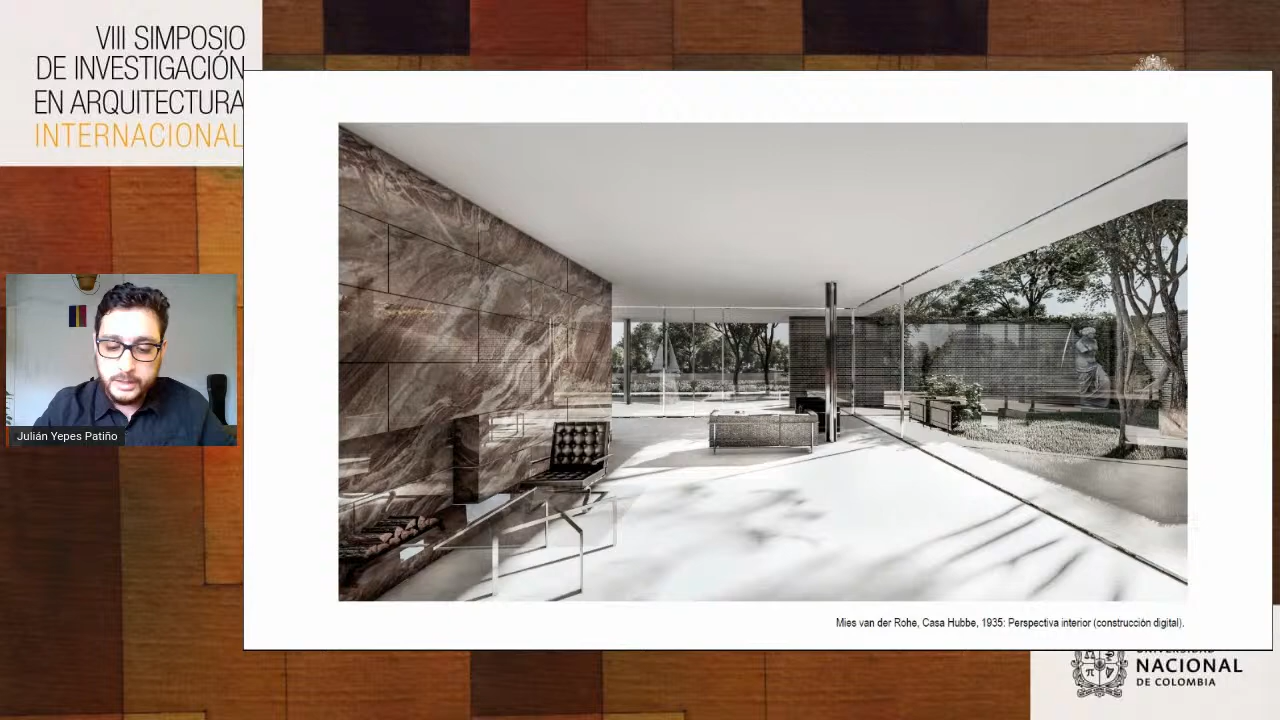 VIII SIMPOSIO
DE INVESTIGACIÓN
EN ARQUITECTURA
INTERNACIONAL
Julián Yepes Patiño
Mies van der Rohe, Casa Hubbe, 1935: Perspectiva interior (construcción digital).
UNIVERSIDAD
NACIONAL
DE COLOMBIA